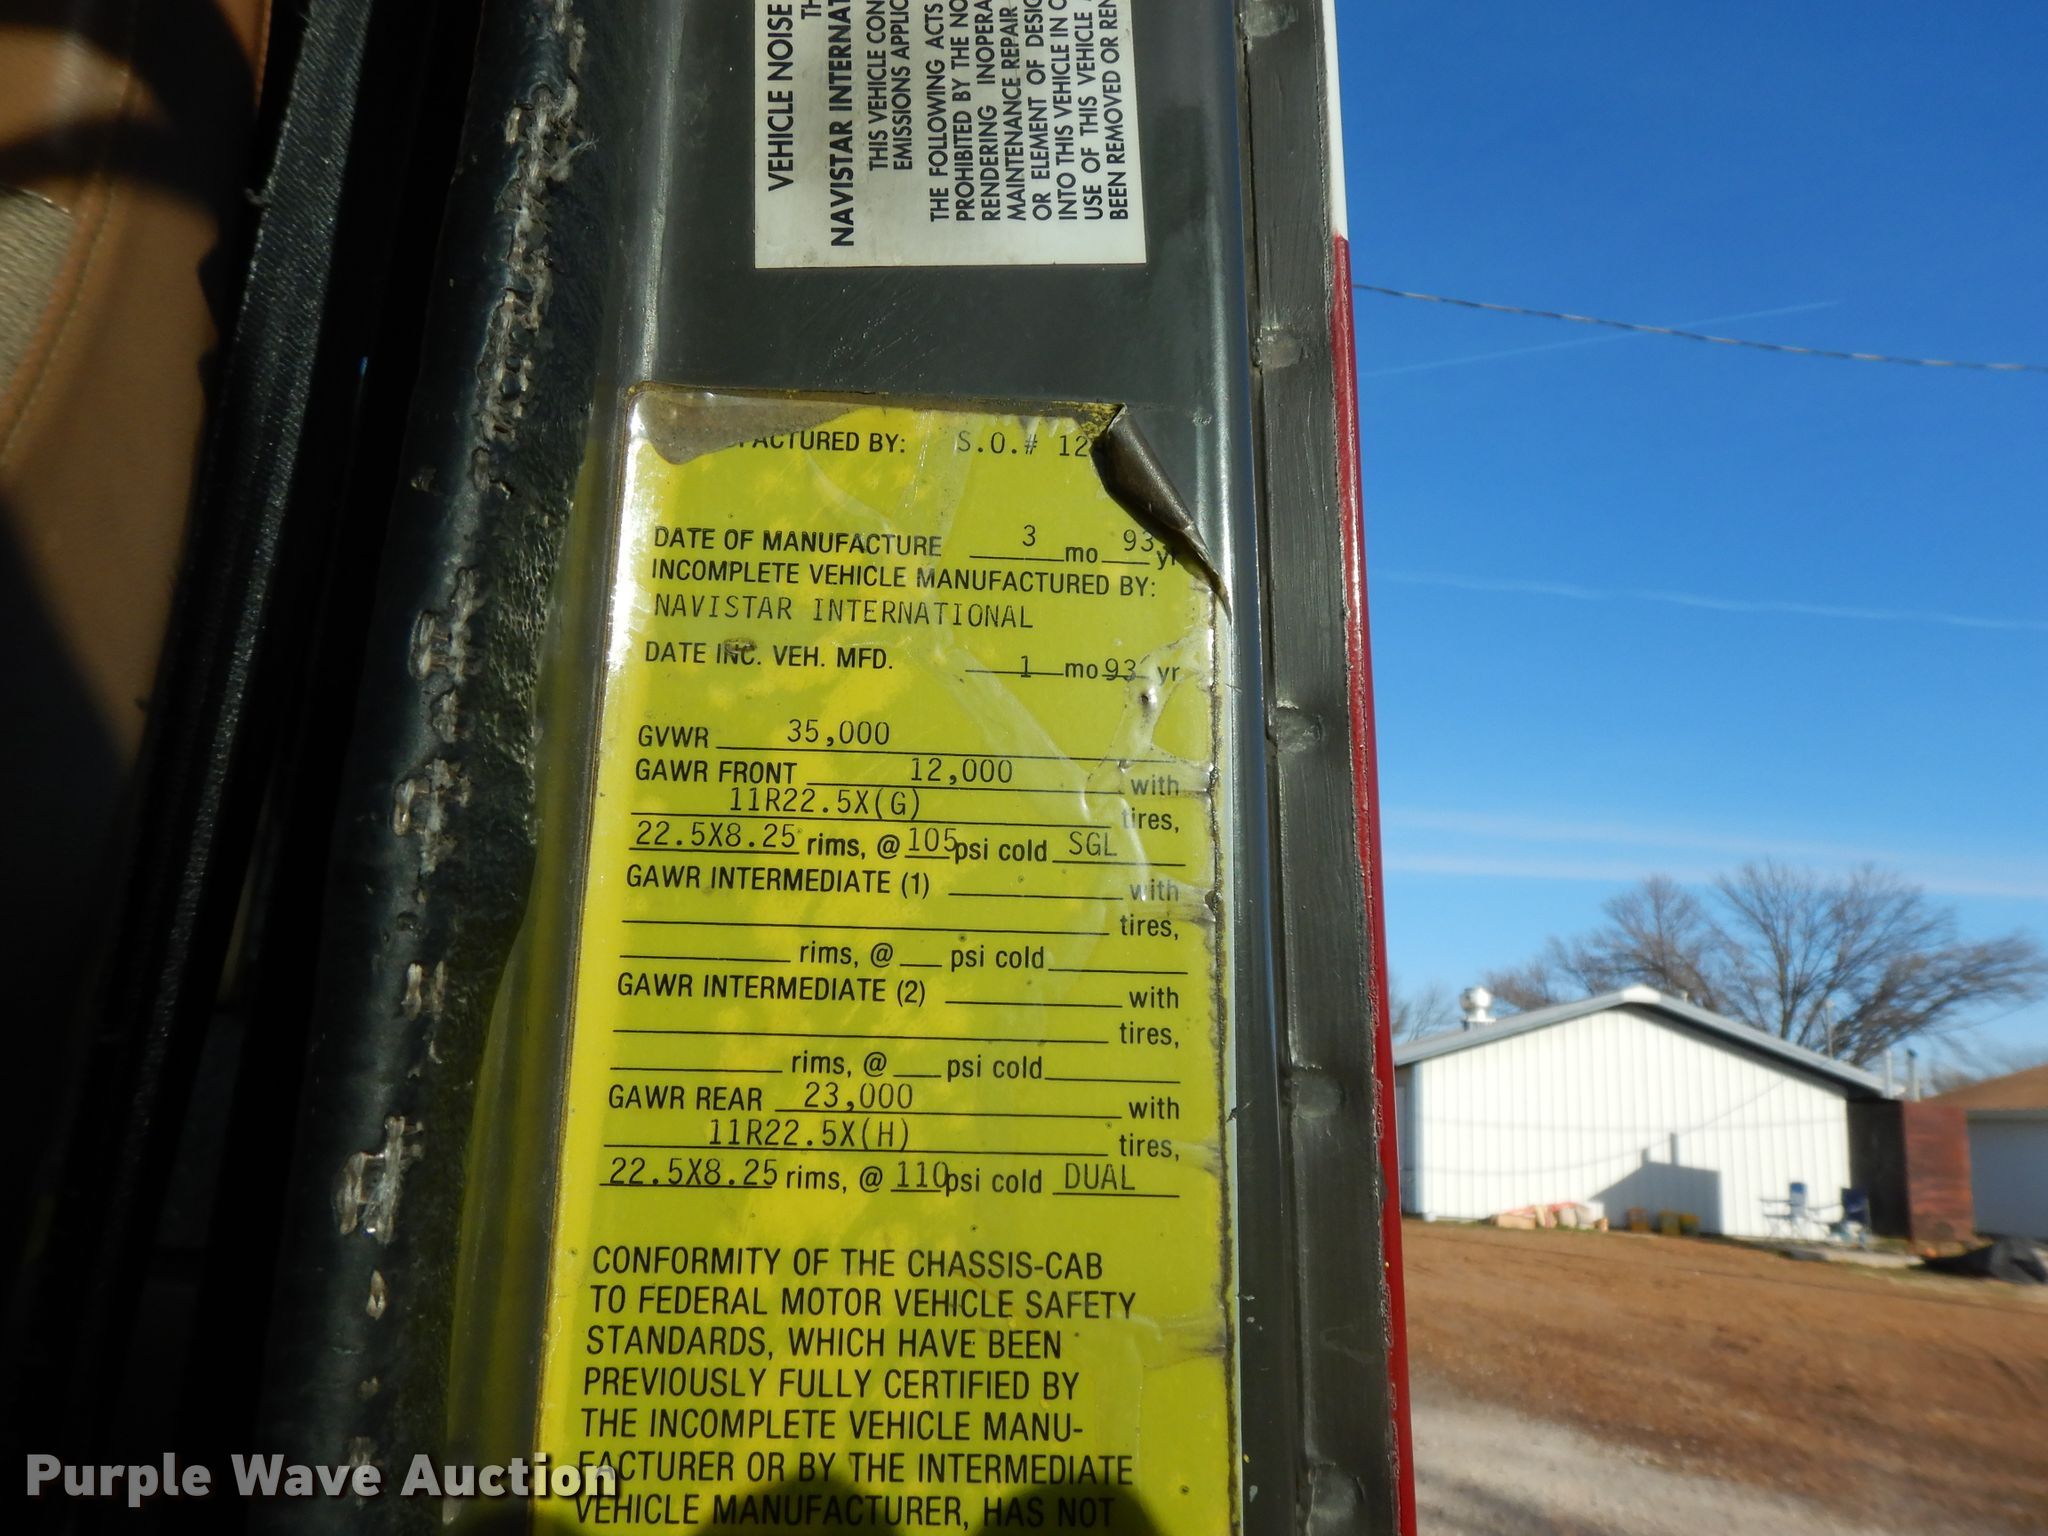 VEHICLE NOISE
NAVISTAR INTERNAT
THIS VEHICLE CON
EMISSIONS APPLIC
THE FOLLOWING ACTS
PROHIBITED BY THE NO
RENDERING INOPERA
MAINTENANCE REPAIR
OR ELEMENT OF DESIG
INTO THIS VEHICLE IN C
USE OF THIS VEHICLE
BEEN REMOVED OR REN
ACTURED BY: S.O.# 12
DATE OF MANUFACTURE 3 mo 93 yr
INCOMPLETE VEHICLE MANUFACTURED BY:
NAVISTAR INTERNATIONAL
DATE INC. VEH. MFD. 1 mo 93 yr
GVWR 35,000
GAWR FRONT 12,000 with
11R22.5X(G) tires,
22.5X8.25 rims, @ 105 psi cold SGL
GAWR INTERMEDIATE (1) with
tires,
rims, @ psi cold
GAWR INTERMEDIATE (2) with
tires,
rims, @ psi cold
GAWR REAR 23,000 with
11R22.5X(H) tires,
22.5X8.25 rims, @ 110 psi cold DUAL
CONFORMITY OF THE CHASSIS-CAB
TO FEDERAL MOTOR VEHICLE SAFETY
STANDARDS, WHICH HAVE BEEN
PREVIOUSLY FULLY CERTIFIED BY
THE INCOMPLETE VEHICLE MANU-
FACTURER OR BY THE INTERMEDIATE
VEHICLE MANUFACTURER, HAS NOT
Purple Wave Auction